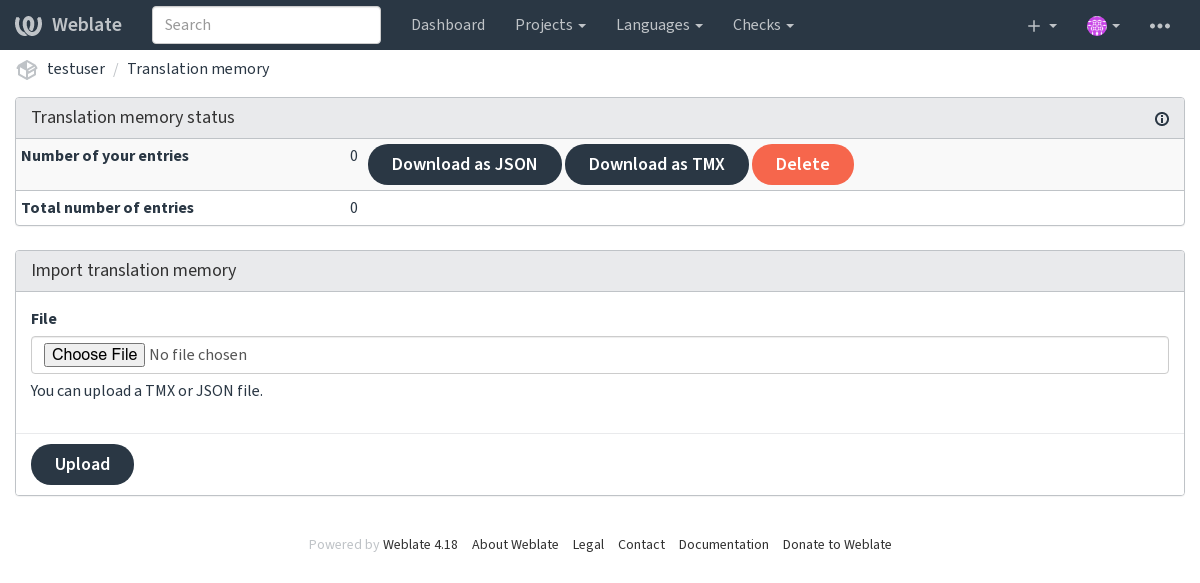 Weblate Search Dashboard Projects Languages Checks
testuser / Translation memory
Translation memory status
Number of your entries 0 Download as JSON Download as TMX Delete
Total number of entries 0
Import translation memory
File
Choose File No file chosen
You can upload a TMX or JSON file.
Upload
Powered by Weblate 4.18 About Weblate Legal Contact Documentation Donate to Weblate